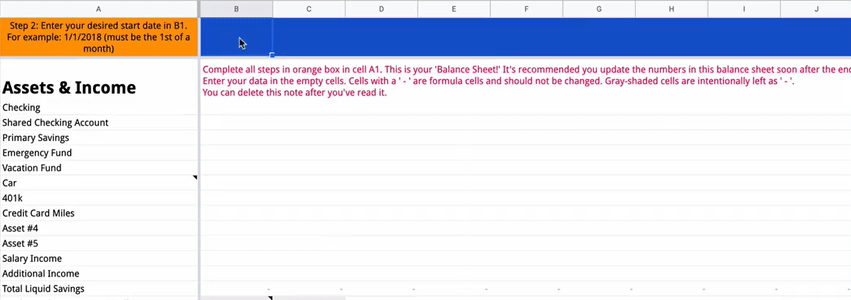 A B C D E F G H I J
Step 2: Enter your desired start date in B1.
For example: 1/1/2018 (must be the 1st of a
month)
Complete all steps in orange box in cell A1. This is your 'Balance Sheet!' It's recommended you update the numbers in this balance sheet soon after the
Enter your data in the empty cells. Cells with a ' - ' are formula cells and should not be changed. Gray-shaded cells are intentionally left as ' - '.
You can delete this note after you've read it.
Assets & Income
Checking
Shared Checking Account
Primary Savings
Emergency Fund
Vacation Fund
Car
401k
Credit Card Miles
Asset #4
Asset #5
Salary Income
Additional Income
Total Liquid Savings - - - - - - - - -